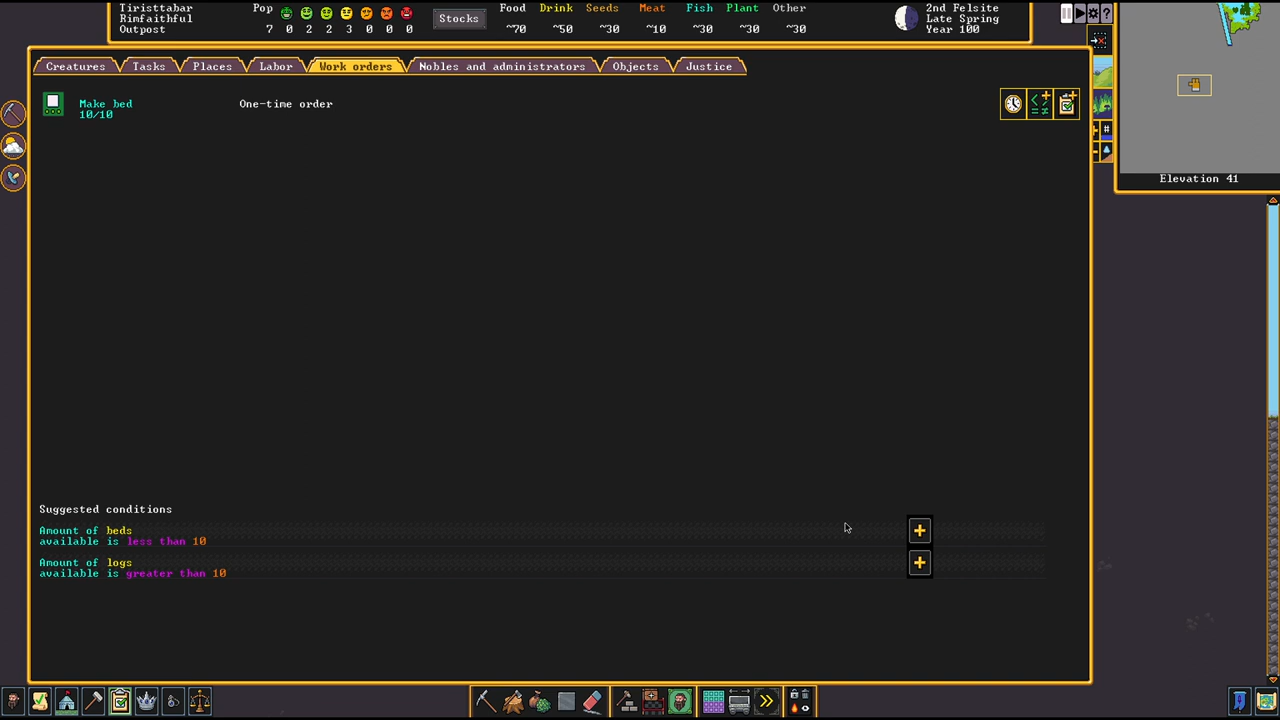 Tiristtabar
Rimfaithful
Outpost
Pop
7 0 2 2 3 0 0 0
Stocks
Food Drink Seeds Meat Fish Plant Other
~70 50 ~30 ~10 ~30 ~30 ~30
2nd Felsite
Late Spring
Year 100
Creatures Tasks Places Labor Work orders Nobles and administrators Objects Justice
Make bed
10/10
One-time order
Elevation 41
Suggested conditions
Amount of beds
available is less than 10
Amount of logs
available is greater than 10